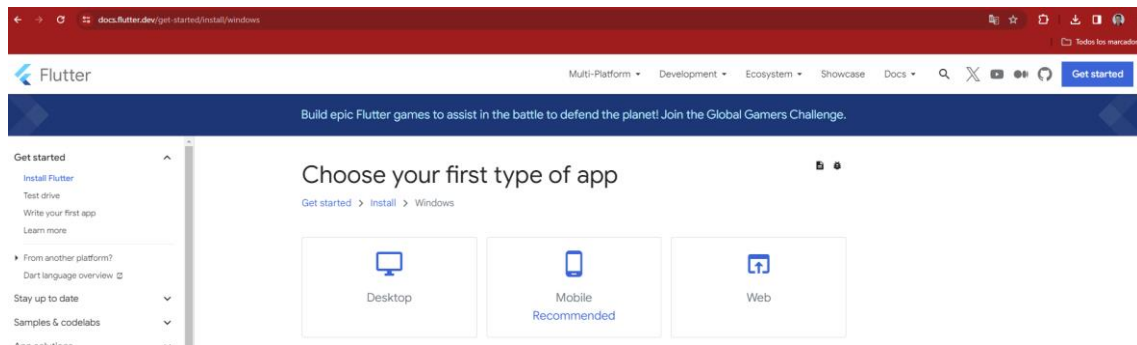 docs.flutter.dev/get-started/install/windows
Todos los marcador
Flutter
Multi-Platform Development Ecosystem Showcase Docs Get started
Build epic Flutter games to assist in the battle to defend the planet! Join the Global Gamers Challenge.
Get started
Install Flutter
Test drive
Write your first app
Learn more
From another platform?
Dart language overview
Stay up to date
Samples & codelabs
App solutions
Choose your first type of app
Get started > Install > Windows
Desktop
Mobile
Recommended
Web